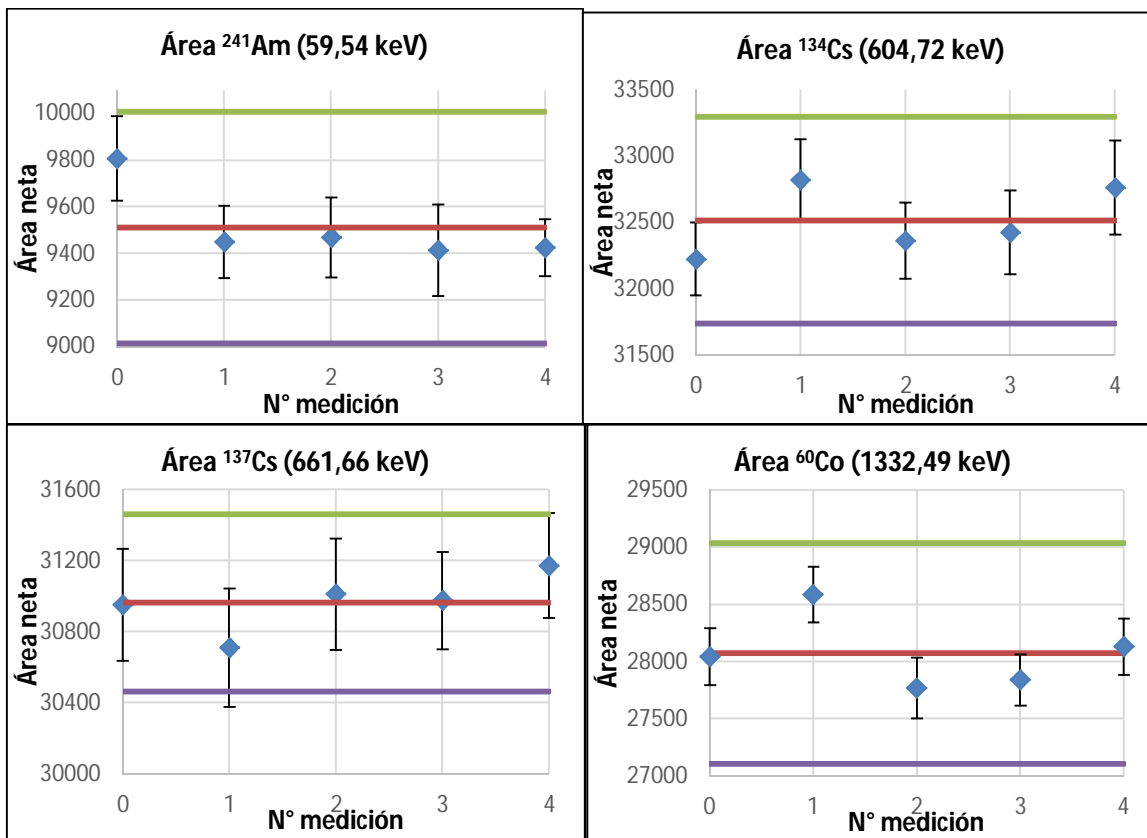 Área ²⁴¹Am (59,54 keV)
10000
9800
9600
9400
9200
9000
Área neta
0 1 2 3 4
N° medición
Área ¹³⁴Cs (604,72 keV)
33500
33000
32500
32000
31500
Área neta
0 1 2 3 4
N° medición
Área ¹³⁷Cs (661,66 keV)
31600
31200
30800
30400
30000
Área neta
0 1 2 3 4
N° medición
Área ⁶⁰Co (1332,49 keV)
29500
29000
28500
28000
27500
27000
Área neta
0 1 2 3 4
N° medición